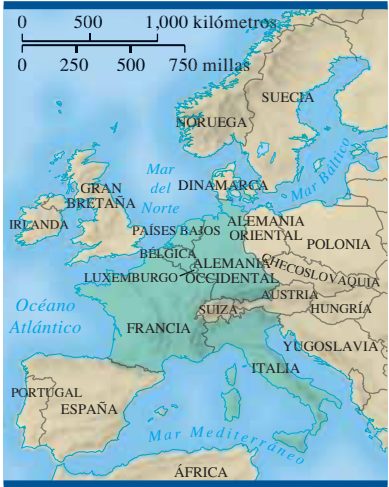 0 500 1,000 kilómetros
0 250 500 750 millas
SUECIA
NORUEGA
Mar
del
Norte
DINAMARCA
Mar Báltico
GRAN
BRETAÑA
IRLANDA
PAÍSES BAJOS
ALEMANIA
ORIENTAL
POLONIA
BÉLGICA
ALEMANIA
OCCIDENTAL
CHECOSLOVAQUIA
LUXEMBURGO
AUSTRIA
Océano
Atlántico
SUIZA
HUNGRÍA
FRANCIA
YUGOSLAVIA
ITALIA
PORTUGAL
ESPAÑA
Mar Mediterráneo
ÁFRICA